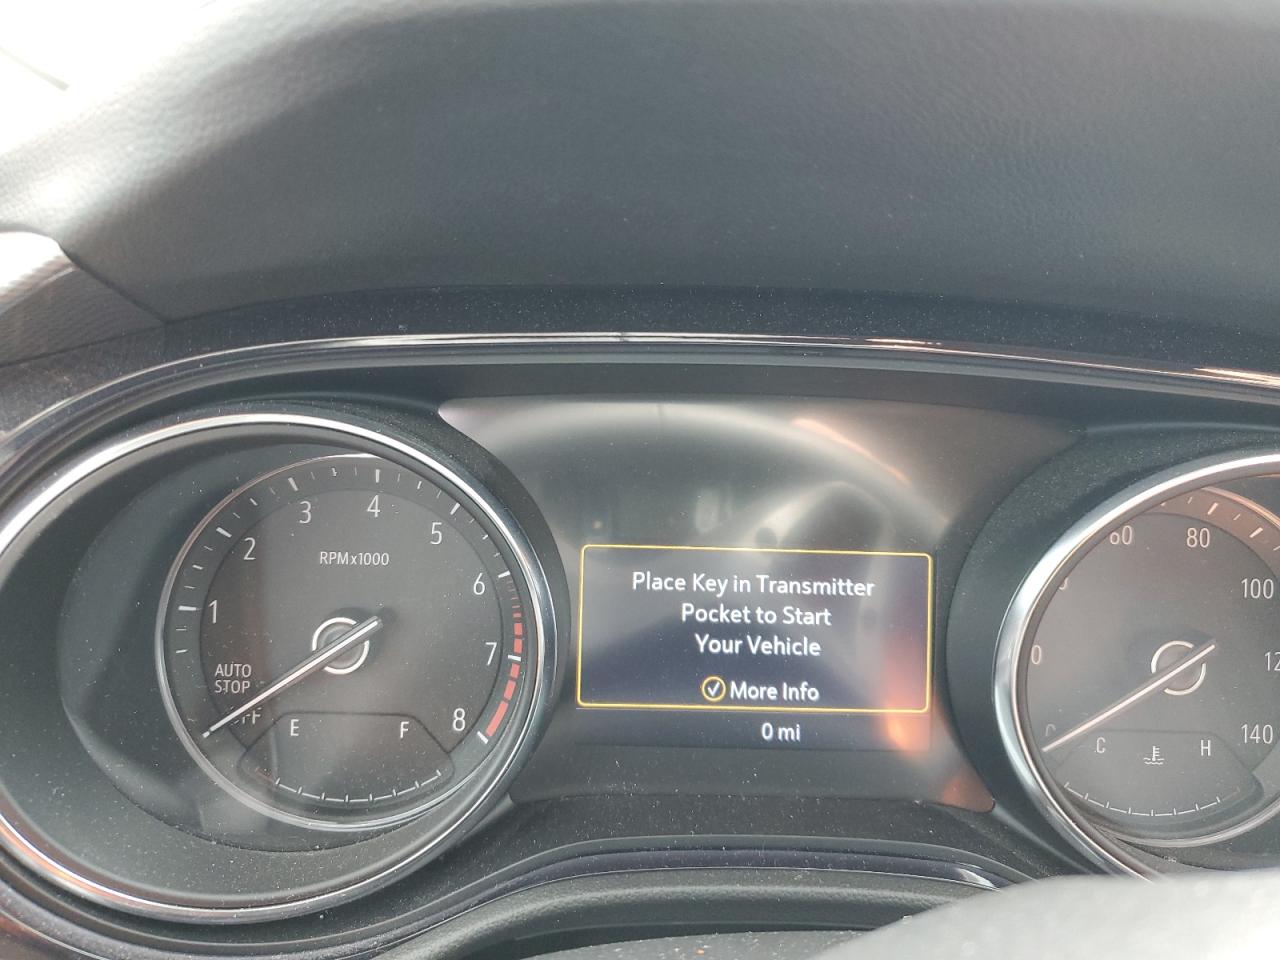 1
2
3
4
5
6
7
8
RPMx1000
AUTO
STOP
E
F
Place Key in Transmitter
Pocket to Start
Your Vehicle
More Info
0 mi
60
80
100
140
C
H